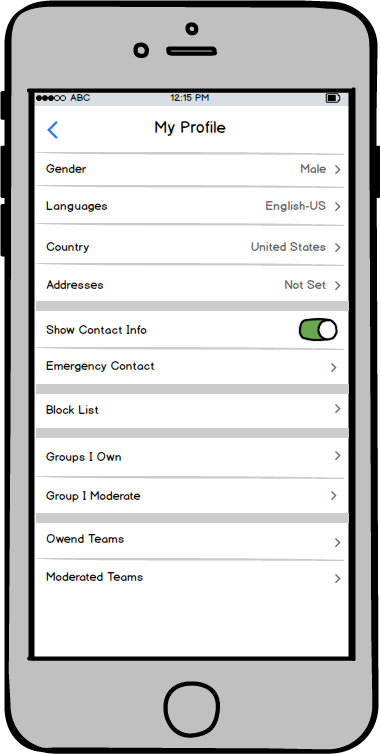 ABC 12:15 PM
My Profile
Gender Male
Languages English-US
Country United States
Addresses Not Set
Show Contact Info
Emergency Contact
Block List
Groups I Own
Group I Moderate
Owend Teams
Moderated Teams